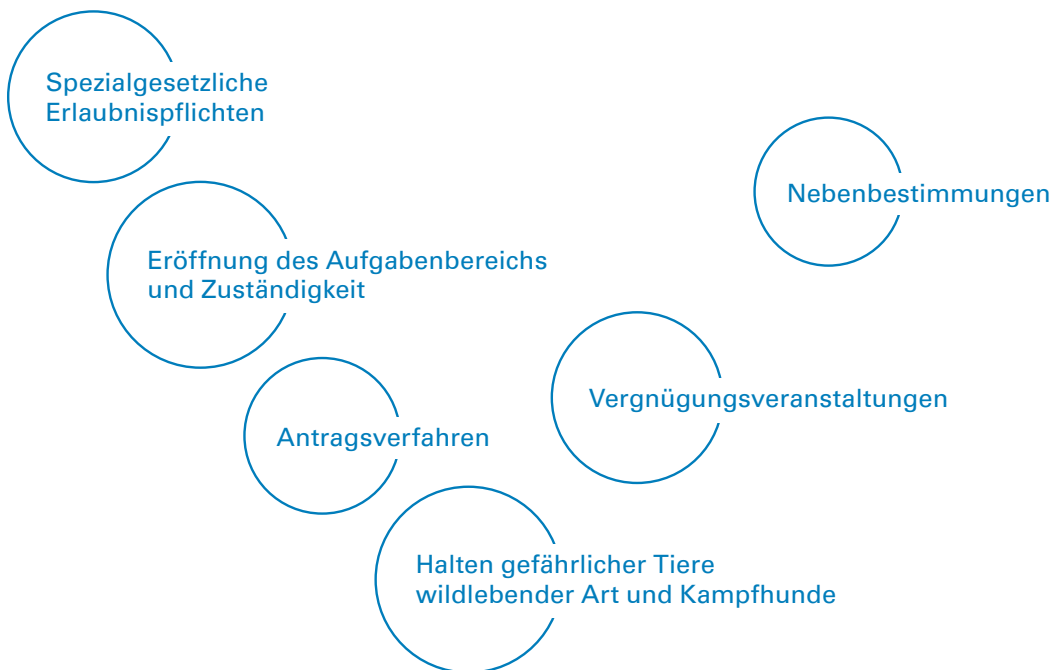 Spezialgesetzliche
Erlaubnispflichten
Eröffnung des Aufgabenbereichs
und Zuständigkeit
Antragsverfahren
Halten gefährlicher Tiere
wildlebender Art und Kampfhunde
Vergnügungsveranstaltungen
Nebenbestimmungen